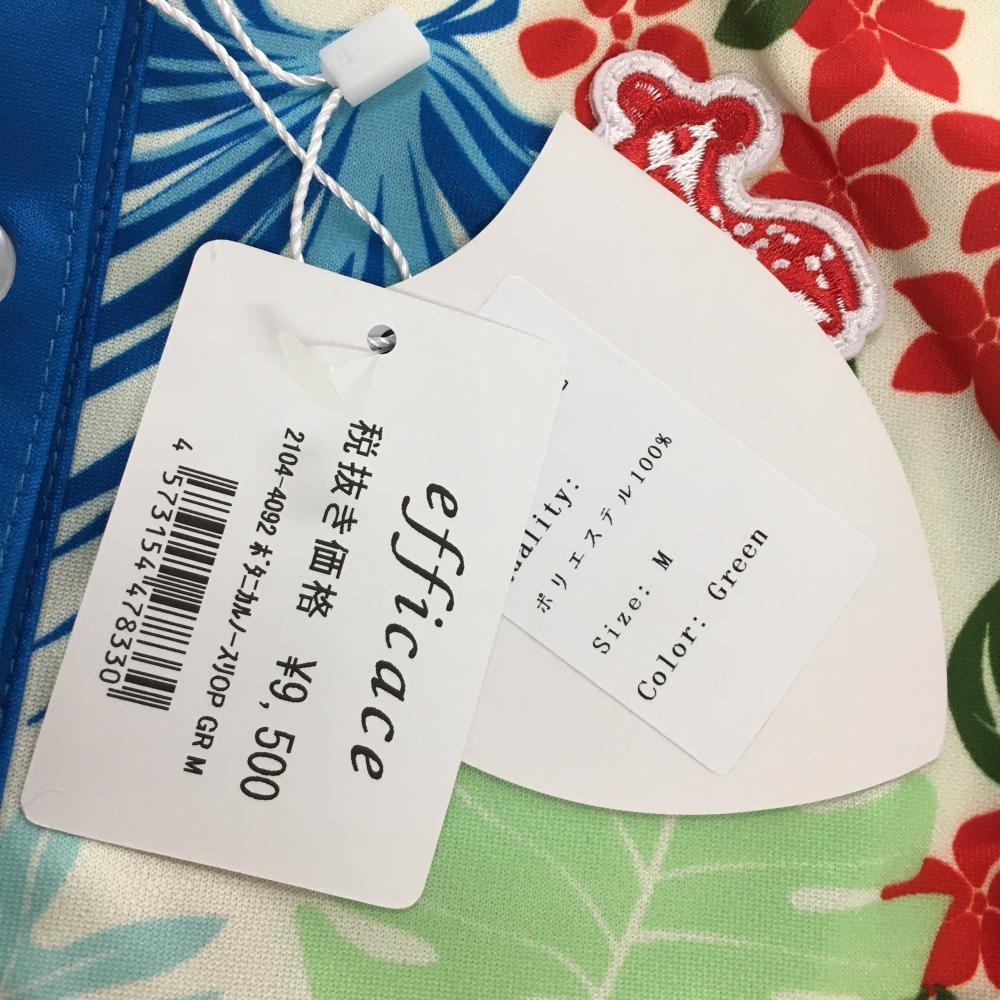 efficace
税抜き価格 ¥9,500
2104-4092 ボタニカルノースリOP GR M
4 573154 478330
uality:
ポリエステル100%
Size: M
Color: Green